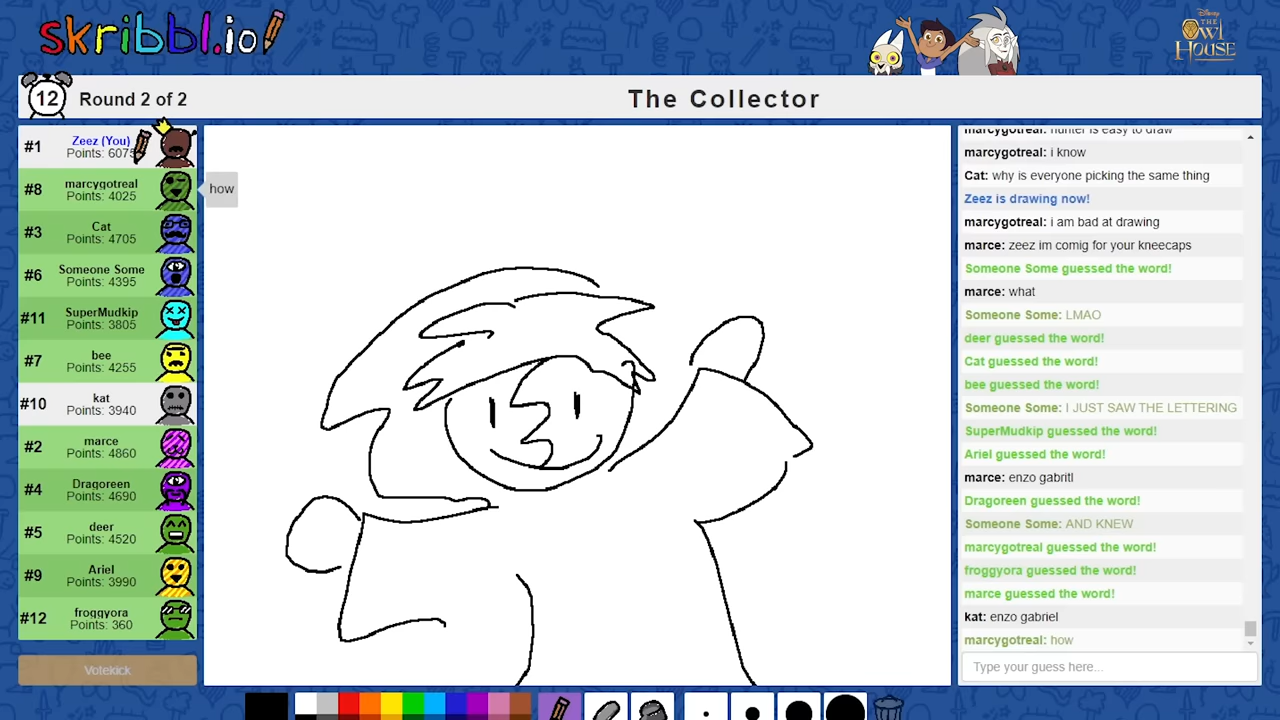 skribbl.io
Disney
THE
OWL
HOUSE
12
Round 2 of 2
The Collector
#1
Zeez (You)
Points: 6075
#8
marcygotreal
Points: 4025
how
#3
Cat
Points: 4705
#6
Someone Some
Points: 4395
#11
SuperMudkip
Points: 3805
#7
bee
Points: 4255
#10
kat
Points: 3940
#2
marce
Points: 4860
#4
Dragoreen
Points: 4690
#5
deer
Points: 4520
#9
Ariel
Points: 3990
#12
froggyora
Points: 360
Votekick
marcygotreal: hunter is easy to draw
marcygotreal: i know
Cat: why is everyone picking the same thing
Zeez is drawing now!
marcygotreal: i am bad at drawing
marce: zeez im comig for your kneecaps
Someone Some guessed the word!
marce: what
Someone Some: LMAO
deer guessed the word!
Cat guessed the word!
bee guessed the word!
Someone Some: I JUST SAW THE LETTERING
SuperMudkip guessed the word!
Ariel guessed the word!
marce: enzo gabritl
Dragoreen guessed the word!
Someone Some: AND KNEW
marcygotreal guessed the word!
froggyora guessed the word!
marce guessed the word!
kat: enzo gabriel
marcygotreal: how
Type your guess here...